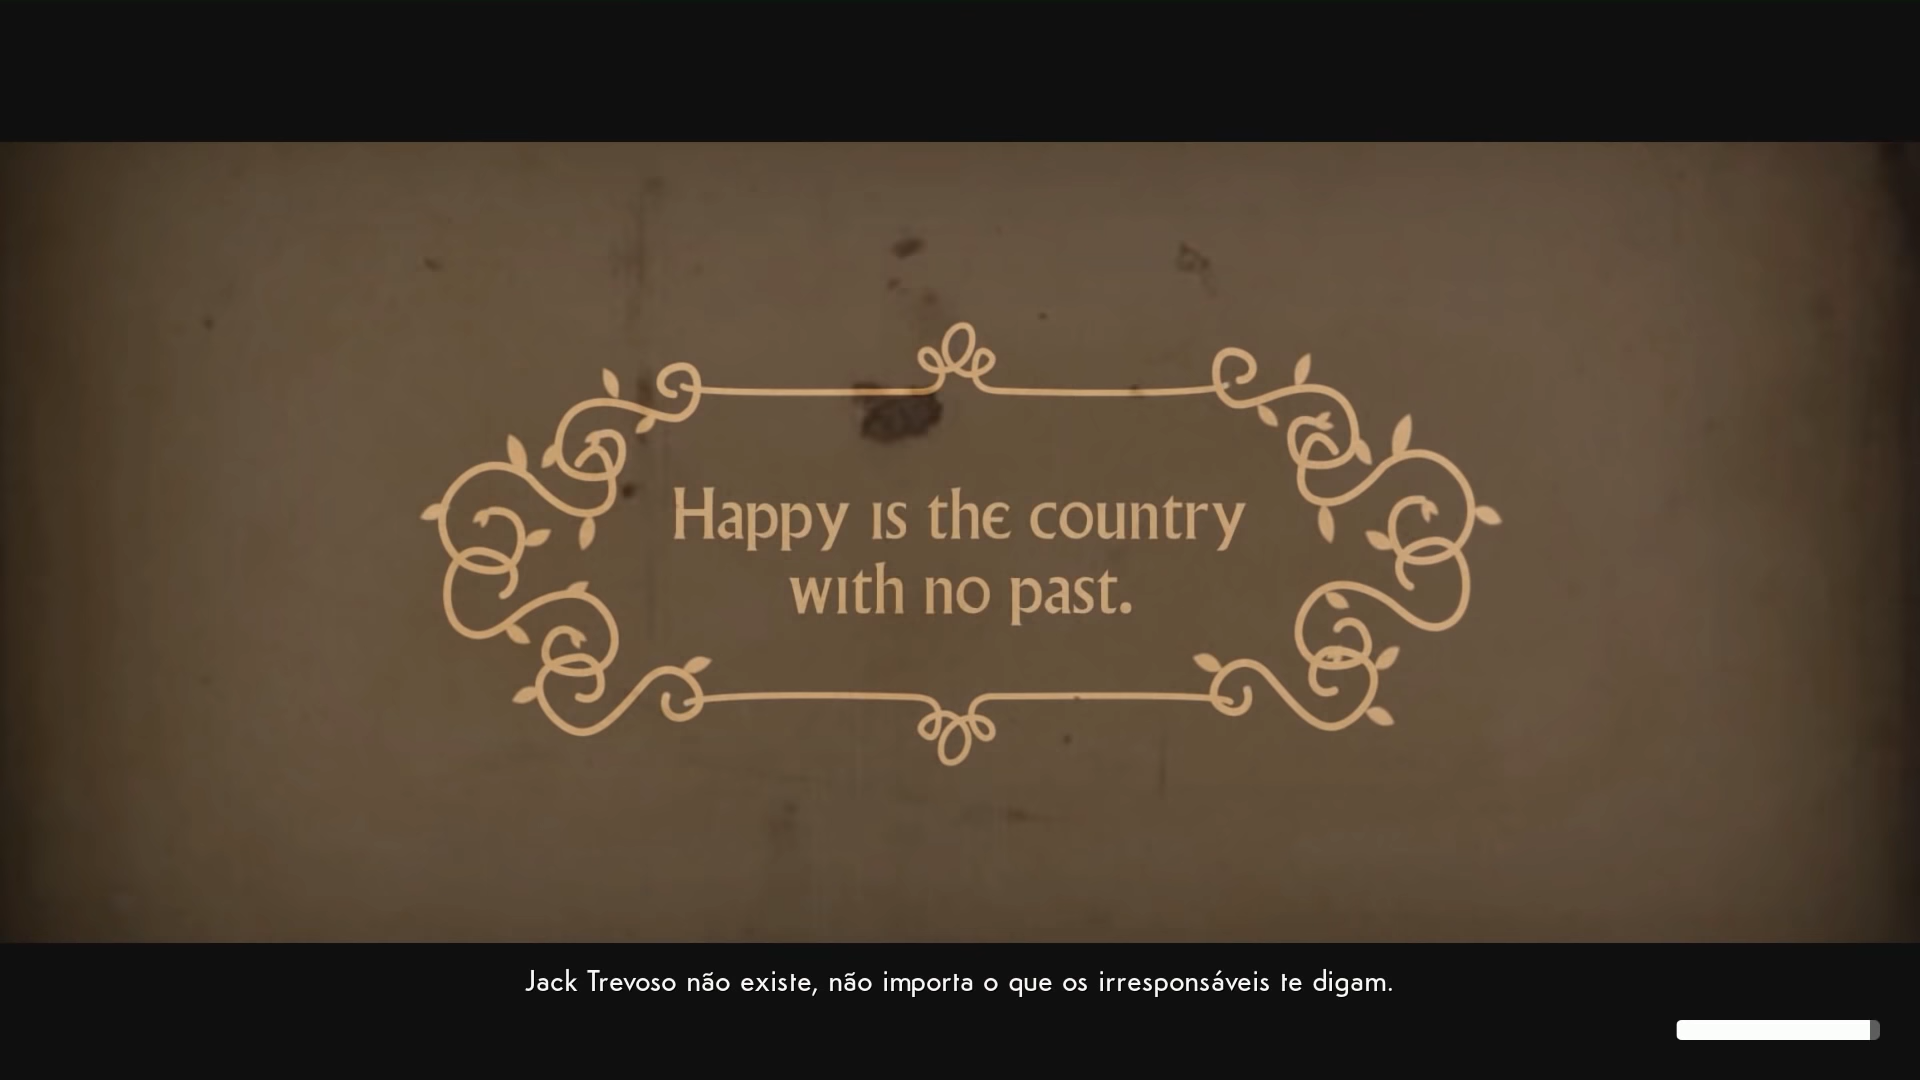 Happy is the country
with no past.
Jack Trevoso não existe, não importa o que os irresponsáveis te digam.